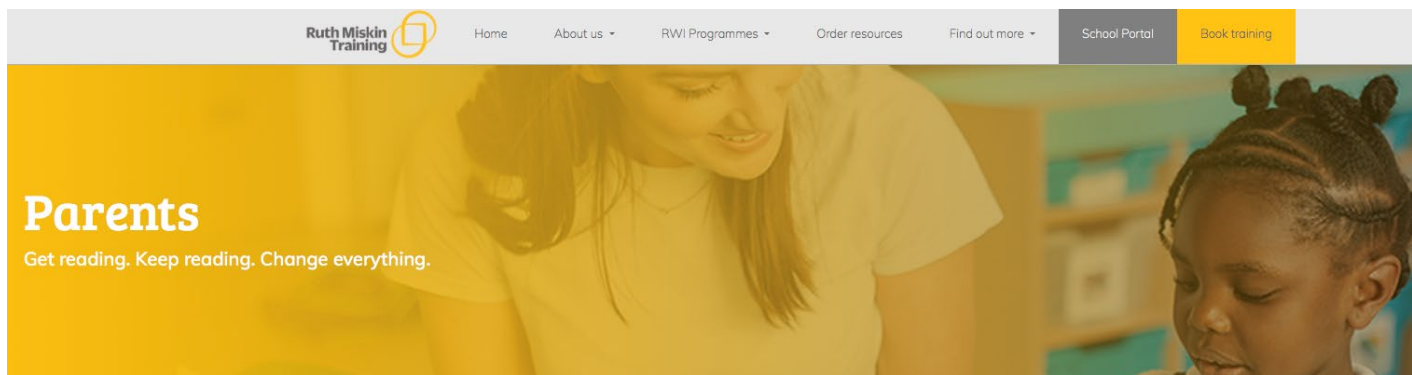 Ruth Miskin
Training
Home
About us
RWI Programmes
Order resources
Find out more
School Portal
Book training
Parents
Get reading. Keep reading. Change everything.